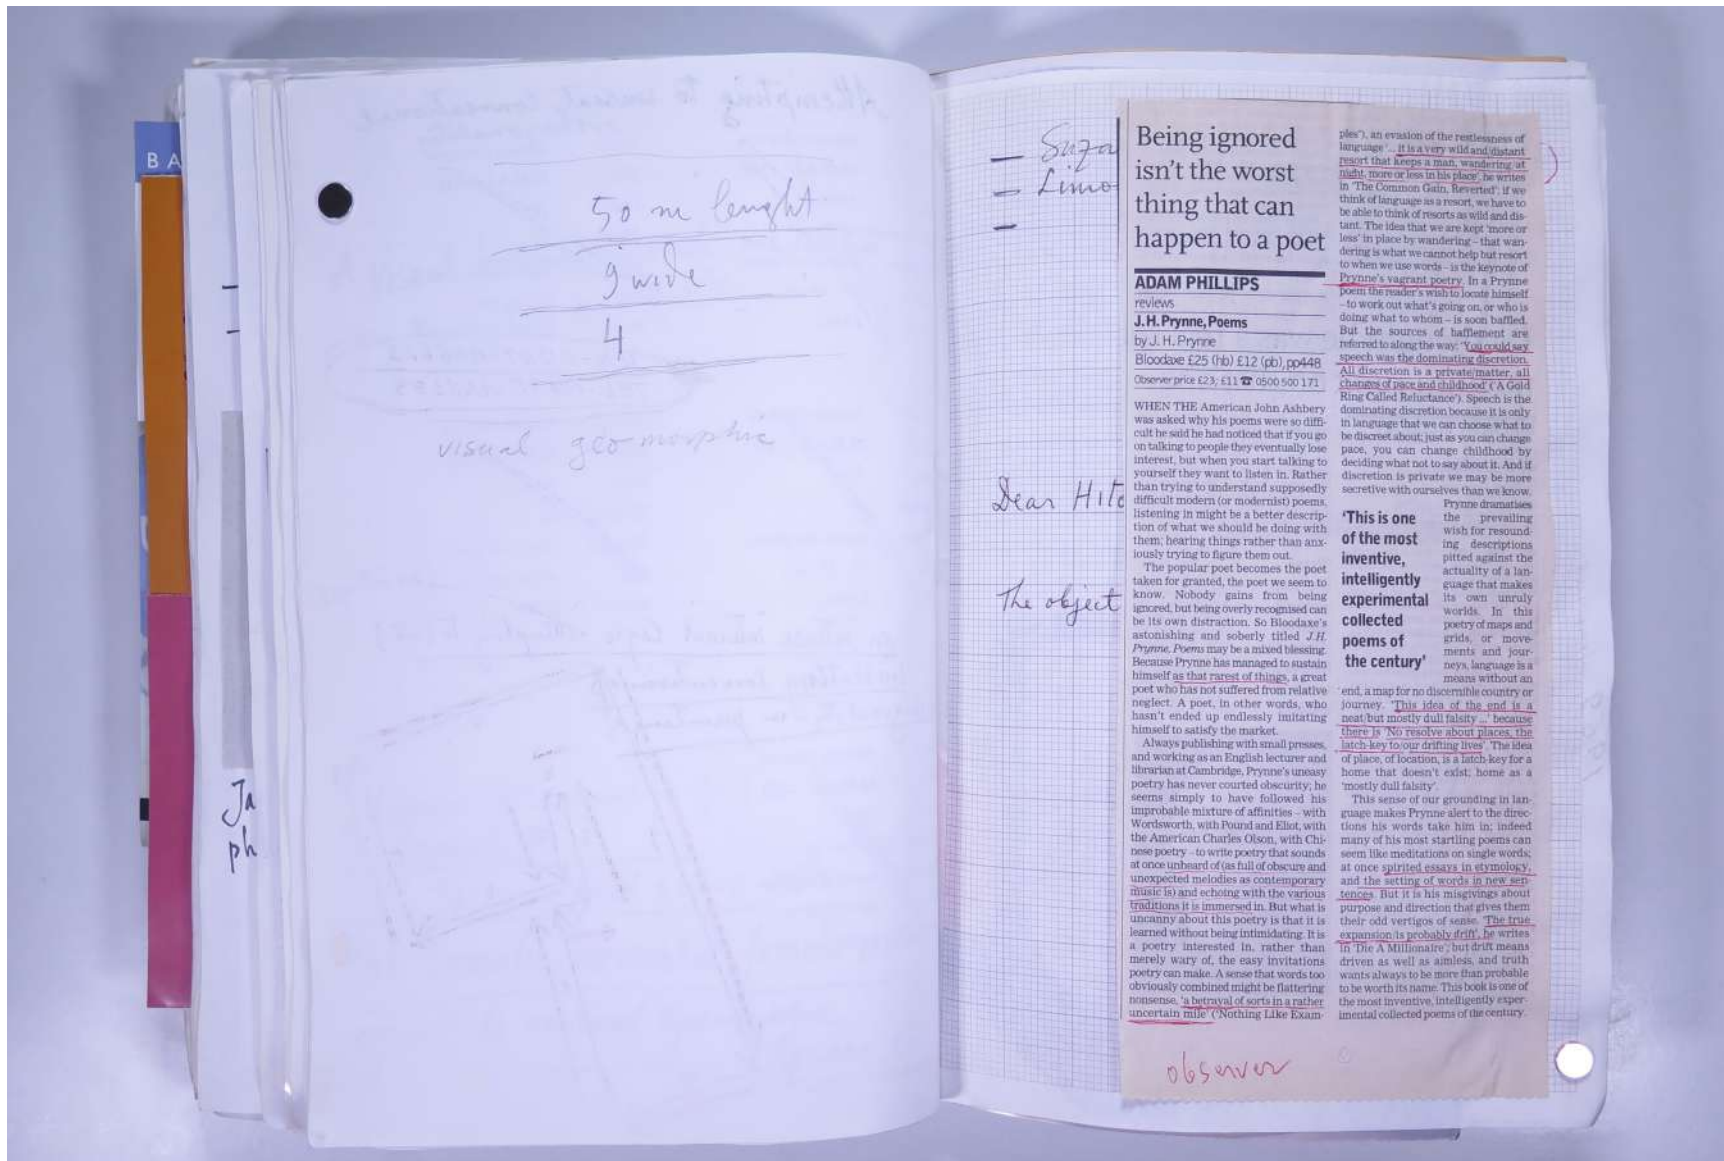 BA
Ja
ph
50 m lenght
9 wide
4
visual geomorphic
Suza
Limo
Dear Hitc
The object
Being ignored
isn't the worst
thing that can
happen to a poet
ADAM PHILLIPS
reviews
J.H. Prynne, Poems
by J. H. Prynne
Bloodaxe £25 (hb) £12 (pb), pp448
Observer price £23; £11 ☎ 0500 500 171
WHEN THE American John Ashbery
was asked why his poems were so diffi-
cult he said he had noticed that if you go
on talking to people they eventually lose
interest, but when you start talking to
yourself they want to listen in. Rather
than trying to understand supposedly
difficult modern (or modernist) poems,
listening in might be a better descrip-
tion of what we should be doing with
them; hearing things rather than anx-
iously trying to figure them out.
The popular poet becomes the poet
taken for granted, the poet we seem to
know. Nobody gains from being
ignored, but being overly recognised can
be its own distraction. So Bloodaxe's
astonishing and soberly titled J.H.
Prynne, Poems may be a mixed blessing.
Because Prynne has managed to sustain
himself as that rarest of things, a great
poet who has not suffered from relative
neglect. A poet, in other words, who
hasn't ended up endlessly imitating
himself to satisfy the market.
Always publishing with small presses,
and working as an English lecturer and
librarian at Cambridge, Prynne's uneasy
poetry has never courted obscurity; he
seems simply to have followed his
improbable mixture of affinities – with
Wordsworth, with Pound and Eliot, with
the American Charles Olson, with Chi-
nese poetry – to write poetry that sounds
at once unheard of (as full of obscure and
unexpected melodies as contemporary
music is) and echoing with the various
traditions it is immersed in. But what is
uncanny about this poetry is that it is
learned without being intimidating. It is
a poetry interested in, rather than
merely wary of, the easy invitations
poetry can make. A sense that words too
obviously combined might be flattering
nonsense, 'a betrayal of sorts in a rather
uncertain mile' ('Nothing Like Exam-
ples'), an evasion of the restlessness of
language '... it is a very wild and/distant
resort that keeps a man, wandering/at
night, more or less in his place', he writes
in 'The Common Gain, Reverted'; if we
think of language as a resort, we have to
be able to think of resorts as wild and dis-
tant. The idea that we are kept 'more or
less' in place by wandering – that wan-
dering is what we cannot help but resort
to when we use words – is the keynote of
Prynne's vagrant poetry. In a Prynne
poem the reader's wish to locate himself
– to work out what's going on, or who is
doing what to whom – is soon baffled.
But the sources of bafflement are
referred to along the way: 'You could say
speech was the dominating discretion.
All discretion is a private/matter, all
changes of pace and childhood' ('A Gold
Ring Called Reluctance'). Speech is the
dominating discretion because it is only
in language that we can choose what to
be discreet about; just as you can change
pace, you can change childhood by
deciding what not to say about it. And if
discretion is private we may be more
secretive with ourselves than we know.
Prynne dramatises
the prevailing
wish for resound-
ing descriptions
pitted against the
actuality of a lan-
guage that makes
its own unruly
worlds. In this
poetry of maps and
grids, or move-
ments and jour-
neys, language is a
means without an
'This is one
of the most
inventive,
intelligently
experimental
collected
poems of
the century'
end, a map for no discernible country or
journey. 'This idea of the end is a
neat/but mostly dull falsity ...' because
there is 'No resolve about places, the
latch-key to/our drifting lives'. The idea
of place, of location, is a latch-key for a
home that doesn't exist; home as a
'mostly dull falsity'.
This sense of our grounding in lan-
guage makes Prynne alert to the direc-
tions his words take him in; indeed
many of his most startling poems can
seem like meditations on single words;
at once spirited essays in etymology,
and the setting of words in new sen-
tences. But it is his misgivings about
purpose and direction that gives them
their odd vertigos of sense. 'The true
expansion/is probably drift', he writes
in 'Die A Millionaire'; but drift means
driven as well as aimless, and truth
wants always to be more than probable
to be worth its name. This book is one of
the most inventive, intelligently exper-
imental collected poems of the century.
observer